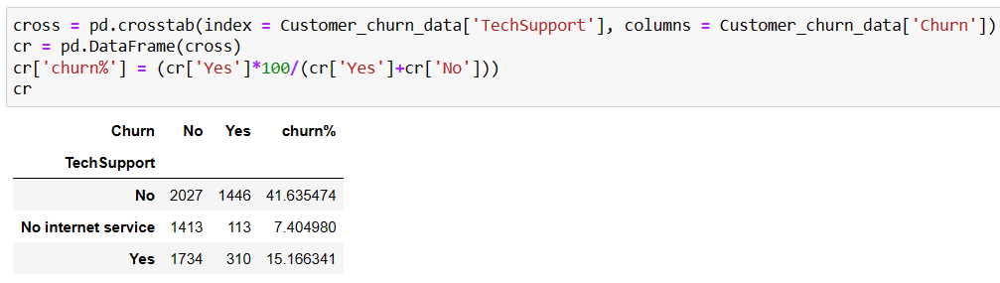 cross = pd.crosstab(index = Customer_churn_data['TechSupport'], columns = Customer_churn_data['Churn'])
cr = pd.DataFrame(cross)
cr['churn%'] = (cr['Yes']*100/(cr['Yes']+cr['No']))
cr
Churn No Yes churn%
TechSupport
No 2027 1446 41.635474
No internet service 1413 113 7.404980
Yes 1734 310 15.166341